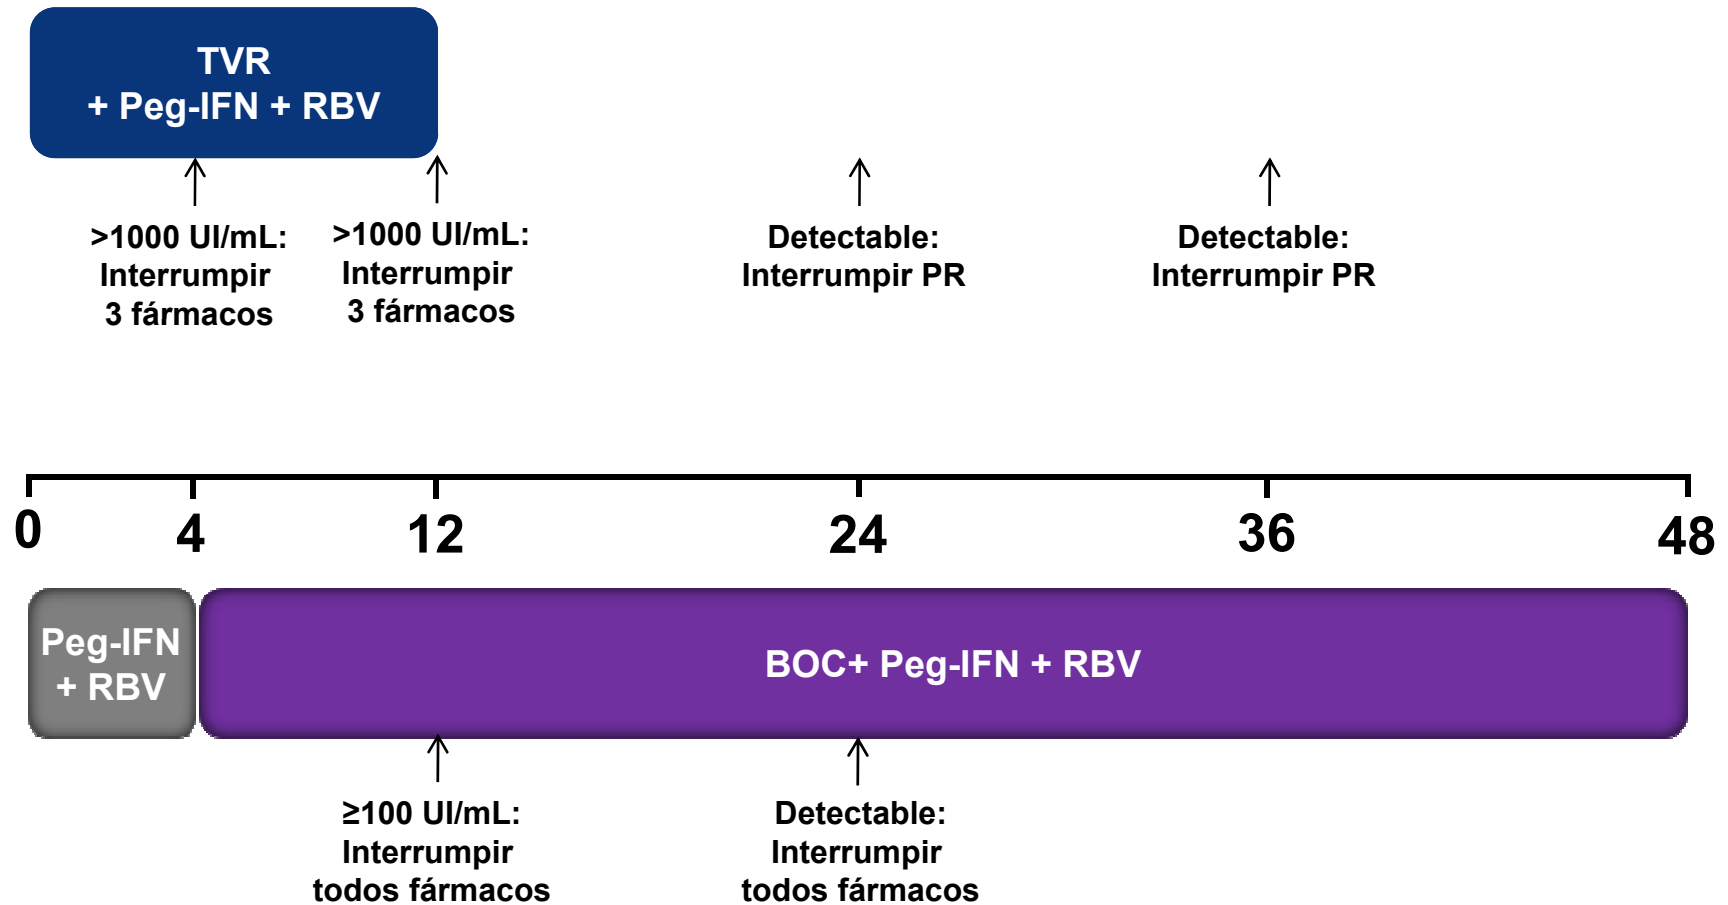 TVR
+ Peg-IFN + RBV
>1000 UI/mL:
Interrumpir
3 fármacos
>1000 UI/mL:
Interrumpir
3 fármacos
Detectable:
Interrumpir PR
Detectable:
Interrumpir PR
0
4
12
24
36
48
Peg-IFN
+ RBV
BOC+ Peg-IFN + RBV
≥100 UI/mL:
Interrumpir
todos fármacos
Detectable:
Interrumpir
todos fármacos